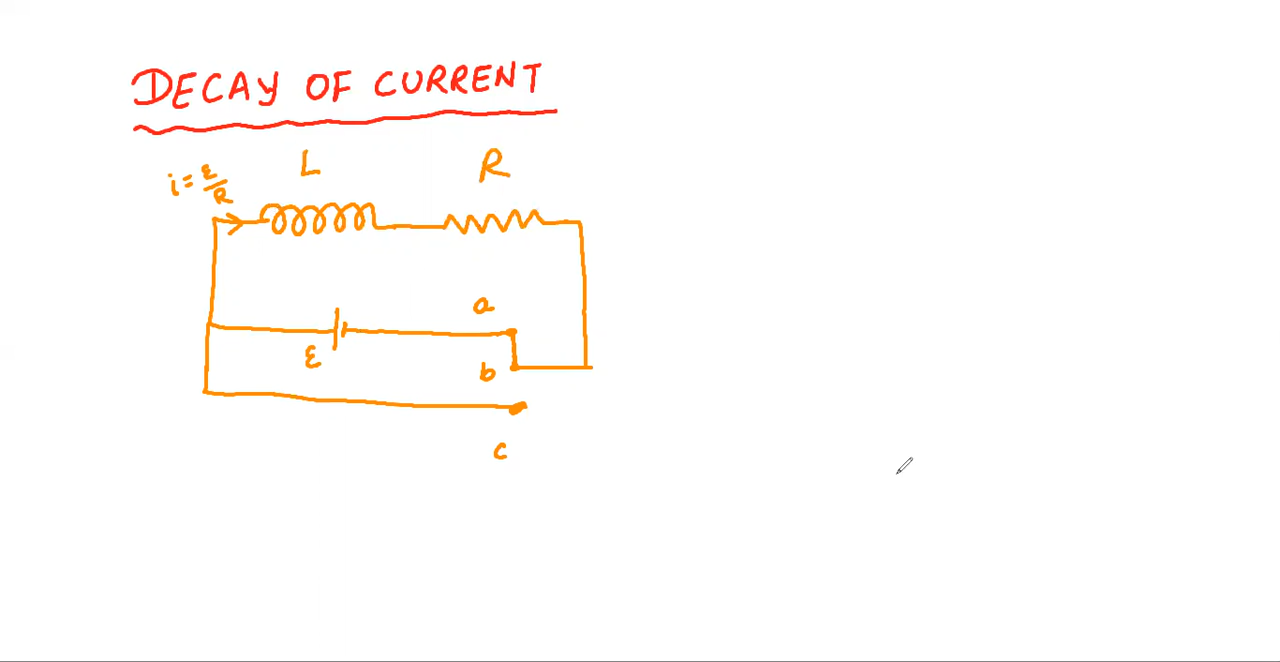 DECAY OF CURRENT
L
R
i = ε/R
a
ε
b
c